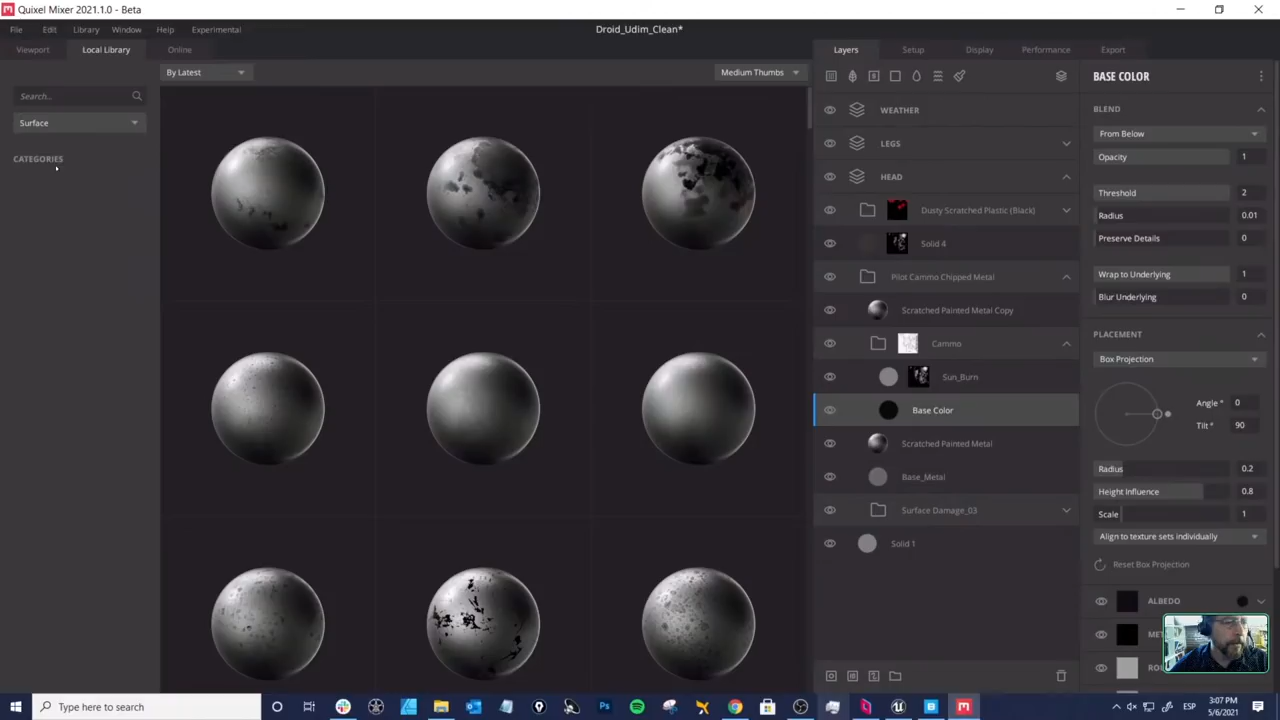 Quixel Mixer 2021.1.0 - Beta
File Edit Library Window Help Experimental
Droid_Udim_Clean*
Viewport Local Library Online
Layers Setup Display Performance Export
By Latest
Medium Thumbs
Search...
Surface
CATEGORIES
WEATHER
LEGS
HEAD
Dusty Scratched Plastic (Black)
Solid 4
Pilot Cammo Chipped Metal
Scratched Painted Metal Copy
Cammo
Sun_Burn
Base Color
Scratched Painted Metal
Base_Metal
Surface Damage_03
Solid 1
BASE COLOR
BLEND
From Below
Opacity 1
Threshold 2
Radius 0.01
Preserve Details 0
Wrap to Underlying 1
Blur Underlying 0
PLACEMENT
Box Projection
Angle ° 0
Tilt ° 90
Radius 0.2
Height Influence 0.8
Scale 1
Align to texture sets individually
Reset Box Projection
ALBEDO
Type here to search
ESP
3:07 PM
5/6/2021